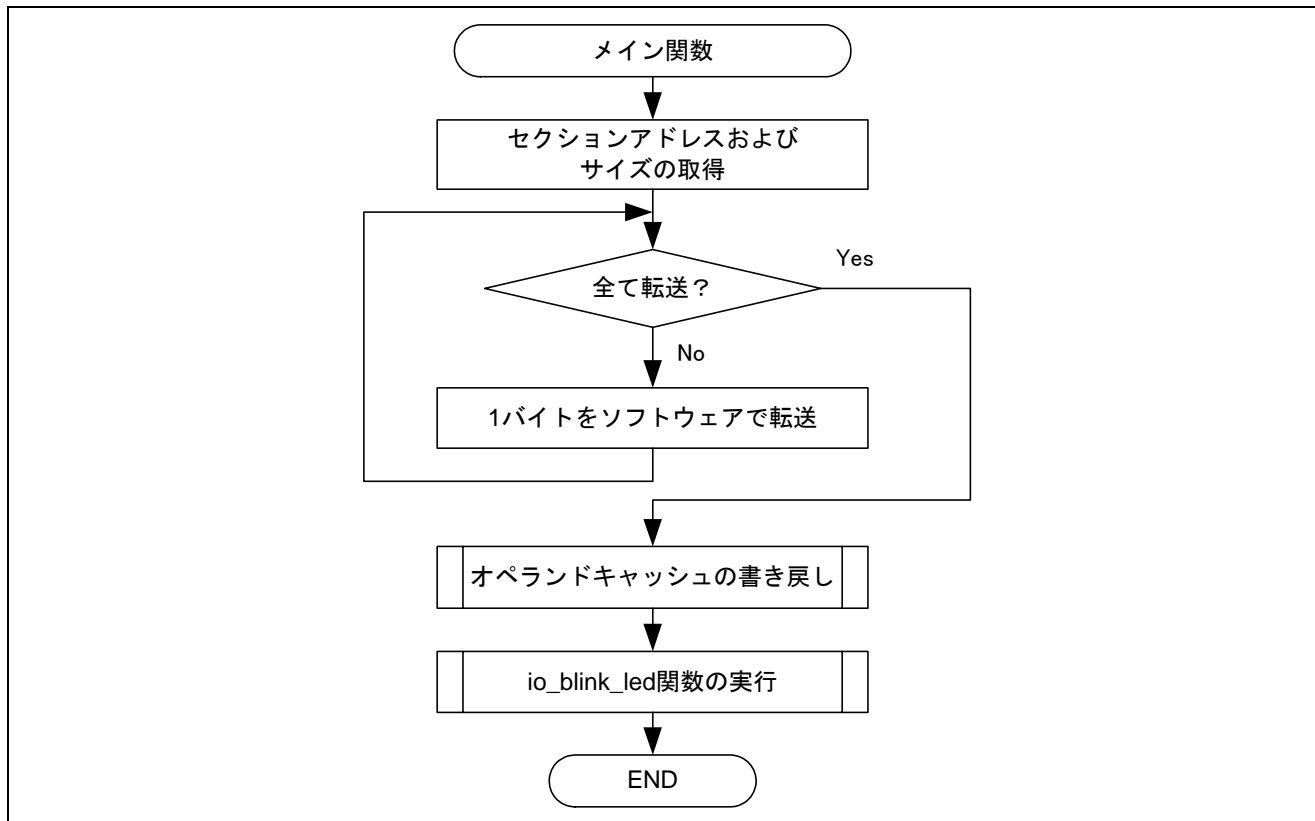 メイン関数
セクションアドレスおよび
サイズの取得
全て転送？
Yes
No
1バイトをソフトウェアで転送
オペランドキャッシュの書き戻し
io_blink_led関数の実行
END